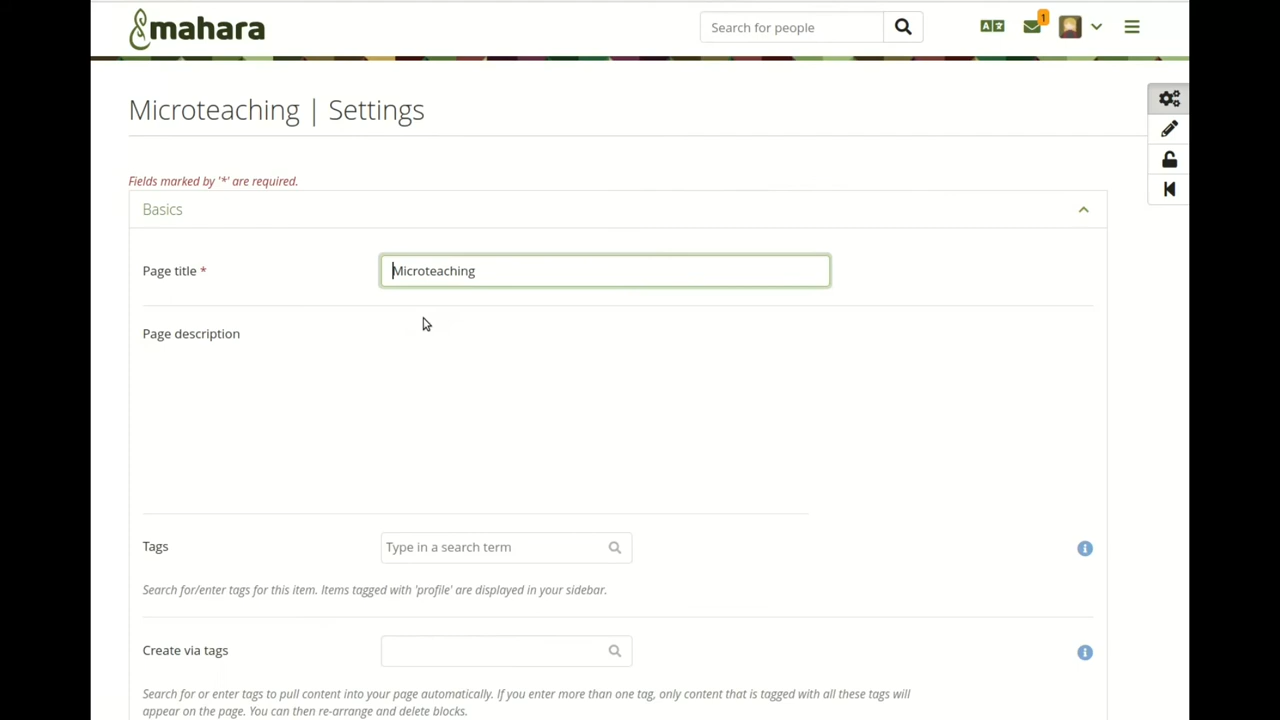 mahara
Search for people
1
Microteaching | Settings
Fields marked by '*' are required.
Basics
Page title *
Microteaching
Page description
Tags
Type in a search term
Search for/enter tags for this item. Items tagged with 'profile' are displayed in your sidebar.
Create via tags
Search for or enter tags to pull content into your page automatically. If you enter more than one tag, only content that is tagged with all these tags will
appear on the page. You can then re-arrange and delete blocks.